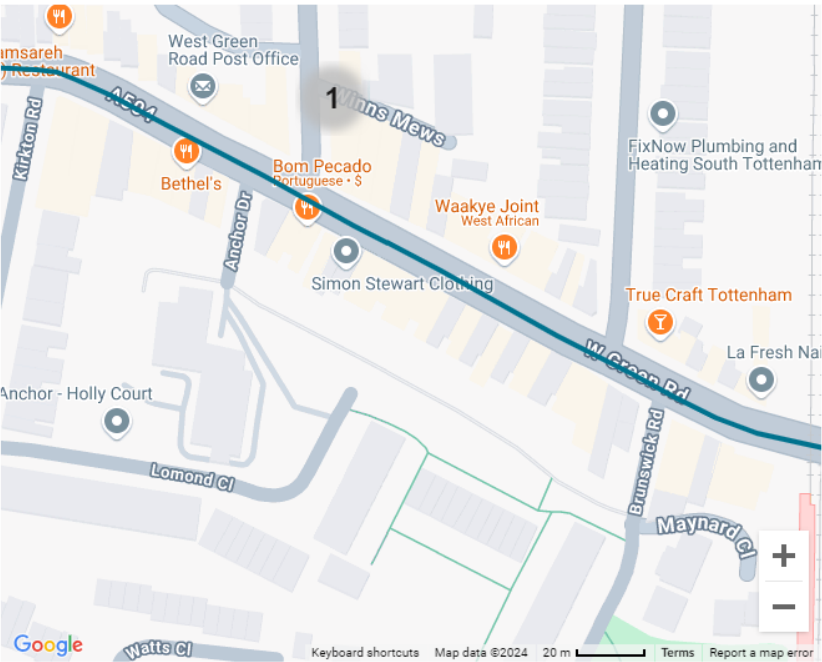 West Green
Road Post Office
amsareh
) Restaurant
A504
1
Winns Mews
Kirkton Rd
Bethel's
Bom Pecado
Portuguese • $
FixNow Plumbing and
Heating South Tottenham
Anchor Dr
Waakye Joint
West African
Simon Stewart Clothing
True Craft Tottenham
W Green Rd
La Fresh Nai
Anchor - Holly Court
Brunswick Rd
Lomond Cl
Maynard Cl
+
−
Google
Watts Cl
Keyboard shortcuts Map data ©2024 20 m Terms Report a map error